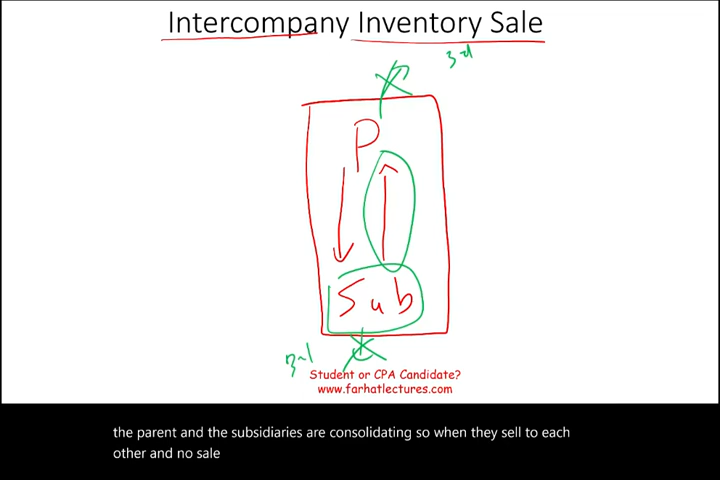 Intercompany Inventory Sale
3rd
P
Sub
3rd
Student or CPA Candidate?
www.farhatlectures.com
the parent and the subsidiaries are consolidating so when they sell to each
other and no sale